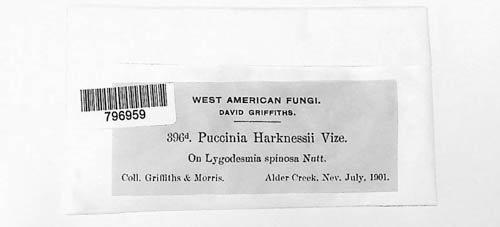 WEST AMERICAN FUNGI.
DAVID GRIFFITHS.
796959
396d. Puccinia Harknessii Vize.
On Lygodesmia spinosa Nutt.
Coll. Griffiths & Morris. Alder Creek, Nev. July, 1901.